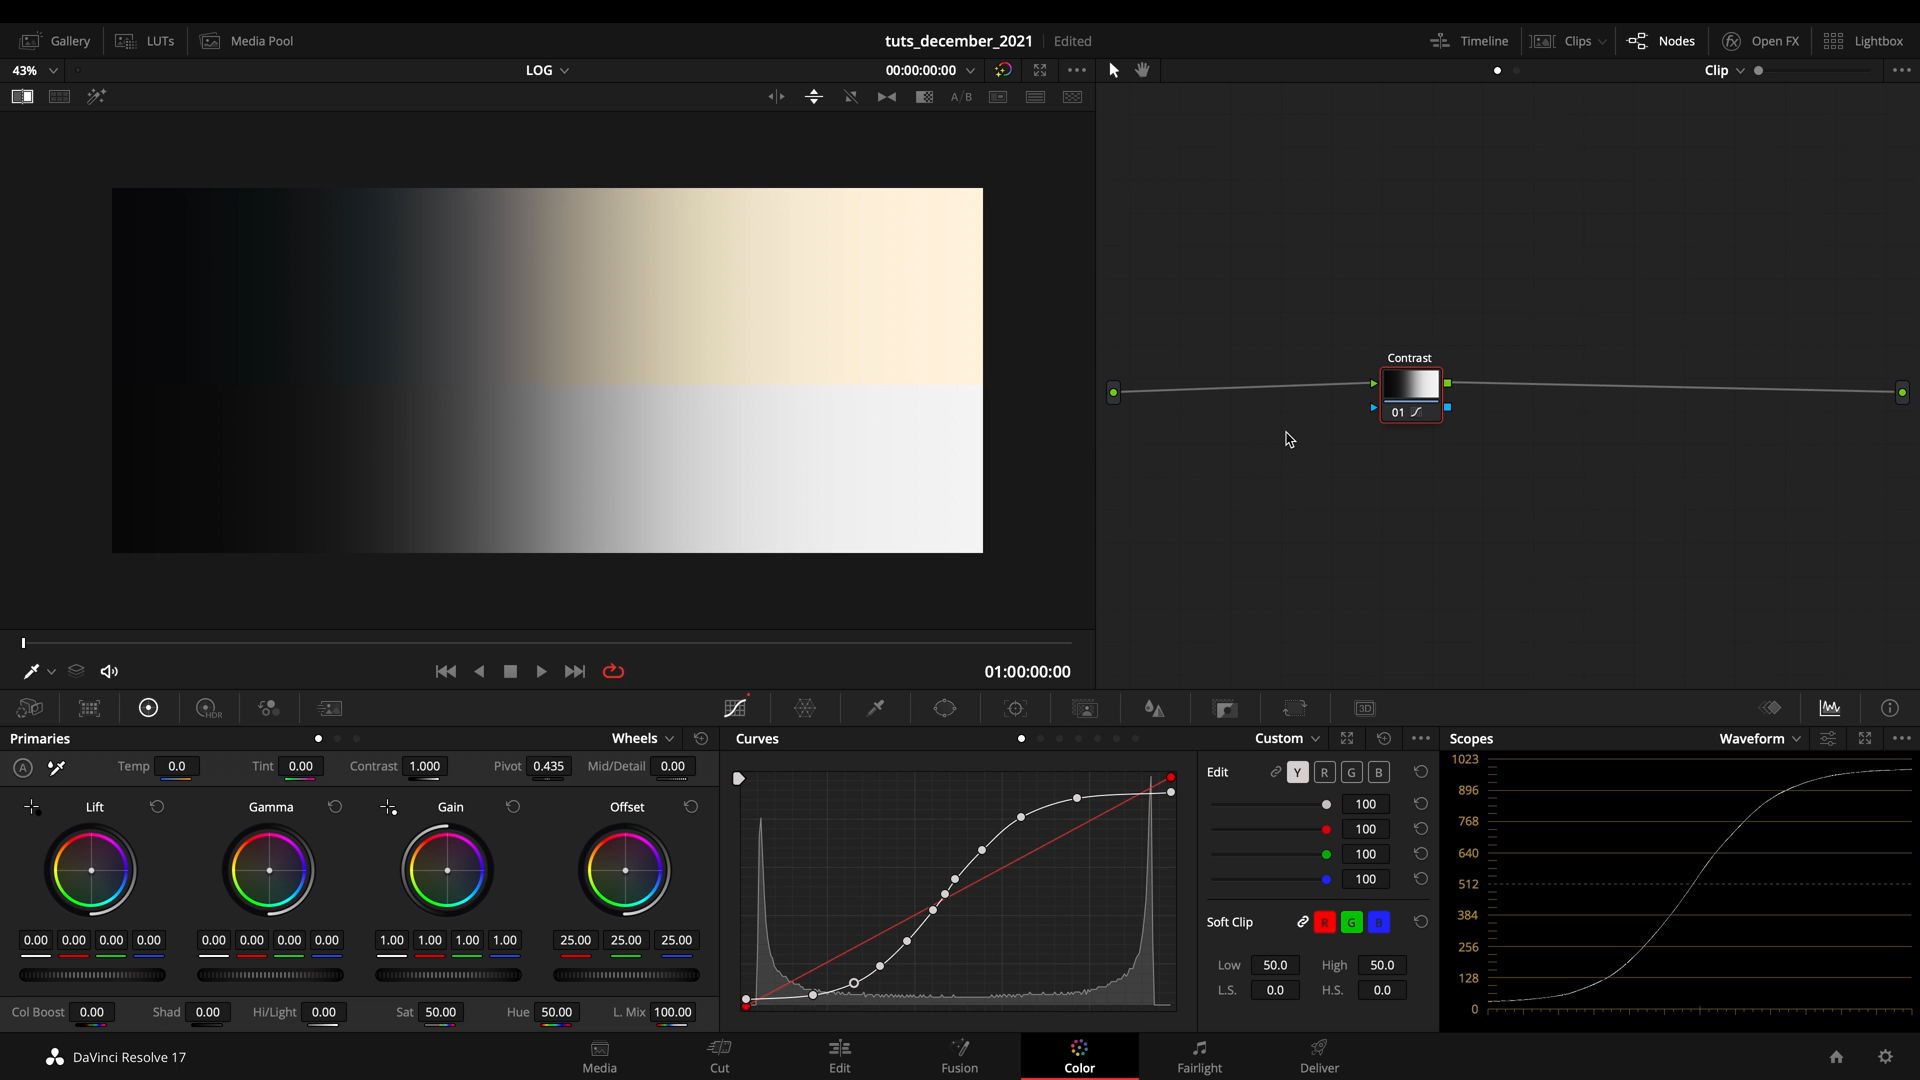 Gallery LUTs Media Pool tuts_december_2021 Edited Timeline Clips Nodes Open FX Lightbox
43% LOG 00:00:00:00 Clip
A/B
Contrast
01
01:00:00:00
HDR 3D
Primaries Wheels Curves Custom Scopes Waveform
A Temp 0.0 Tint 0.00 Contrast 1.000 Pivot 0.435 Mid/Detail 0.00
Lift Gamma Gain Offset
0.00 0.00 0.00 0.00 0.00 0.00 0.00 0.00 1.00 1.00 1.00 1.00 25.00 25.00 25.00
Col Boost 0.00 Shad 0.00 Hi/Light 0.00 Sat 50.00 Hue 50.00 L. Mix 100.00
Edit Y R G B
100
100
100
100
Soft Clip R G B
Low 50.0 High 50.0
L.S. 0.0 H.S. 0.0
1023
896
768
640
512
384
256
128
0
DaVinci Resolve 17 Media Cut Edit Fusion Color Fairlight Deliver